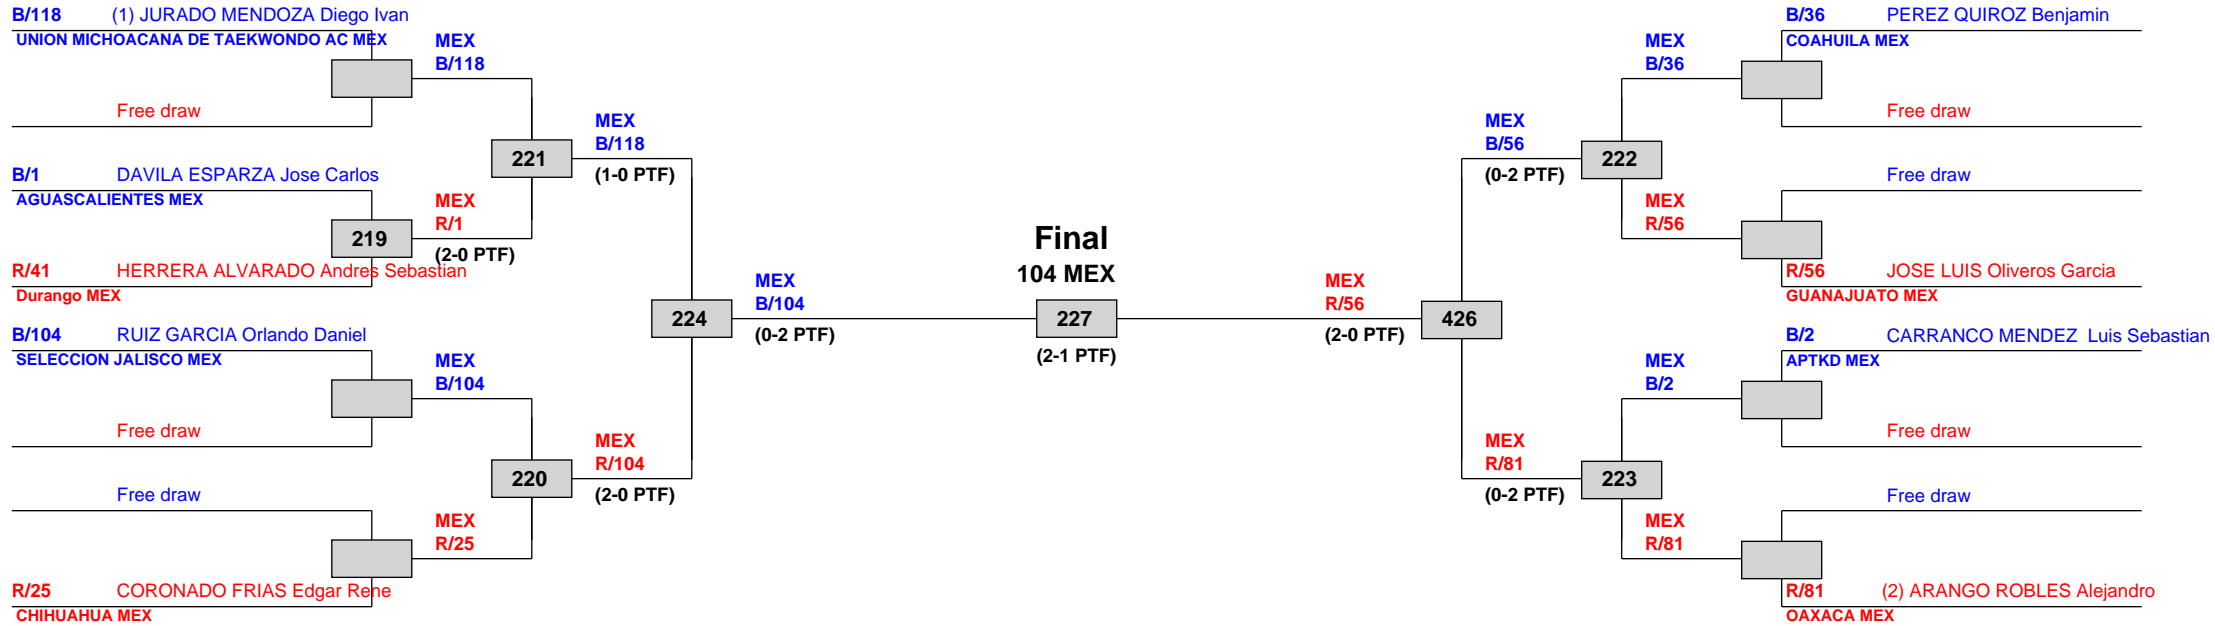 B/118 (1) JURADO MENDOZA Diego Ivan
UNION MICHOACANA DE TAEKWONDO AC MEX
Free draw
B/1 DAVILA ESPARZA Jose Carlos
AGUASCALIENTES MEX
219
R/41 HERRERA ALVARADO Andres Sebastian
Durango MEX
B/104 RUIZ GARCIA Orlando Daniel
SELECCION JALISCO MEX
Free draw
Free draw
R/25 CORONADO FRIAS Edgar Rene
CHIHUAHUA MEX
MEX
B/118
221
MEX
R/1
(2-0 PTF)
MEX
B/104
220
MEX
R/25
MEX
B/118
(1-0 PTF)
224
MEX
R/104
(2-0 PTF)
MEX
B/104
(0-2 PTF)
Final
104 MEX
227
(2-1 PTF)
MEX
R/56
(2-0 PTF)
426
MEX
B/56
(0-2 PTF)
222
MEX
R/81
(0-2 PTF)
223
MEX
B/36
MEX
R/56
MEX
B/2
MEX
R/81
B/36 PEREZ QUIROZ Benjamin
COAHUILA MEX
Free draw
Free draw
R/56 JOSE LUIS Oliveros Garcia
GUANAJUATO MEX
B/2 CARRANCO MENDEZ Luis Sebastian
APTKD MEX
Free draw
Free draw
R/81 (2) ARANGO ROBLES Alejandro
OAXACA MEX